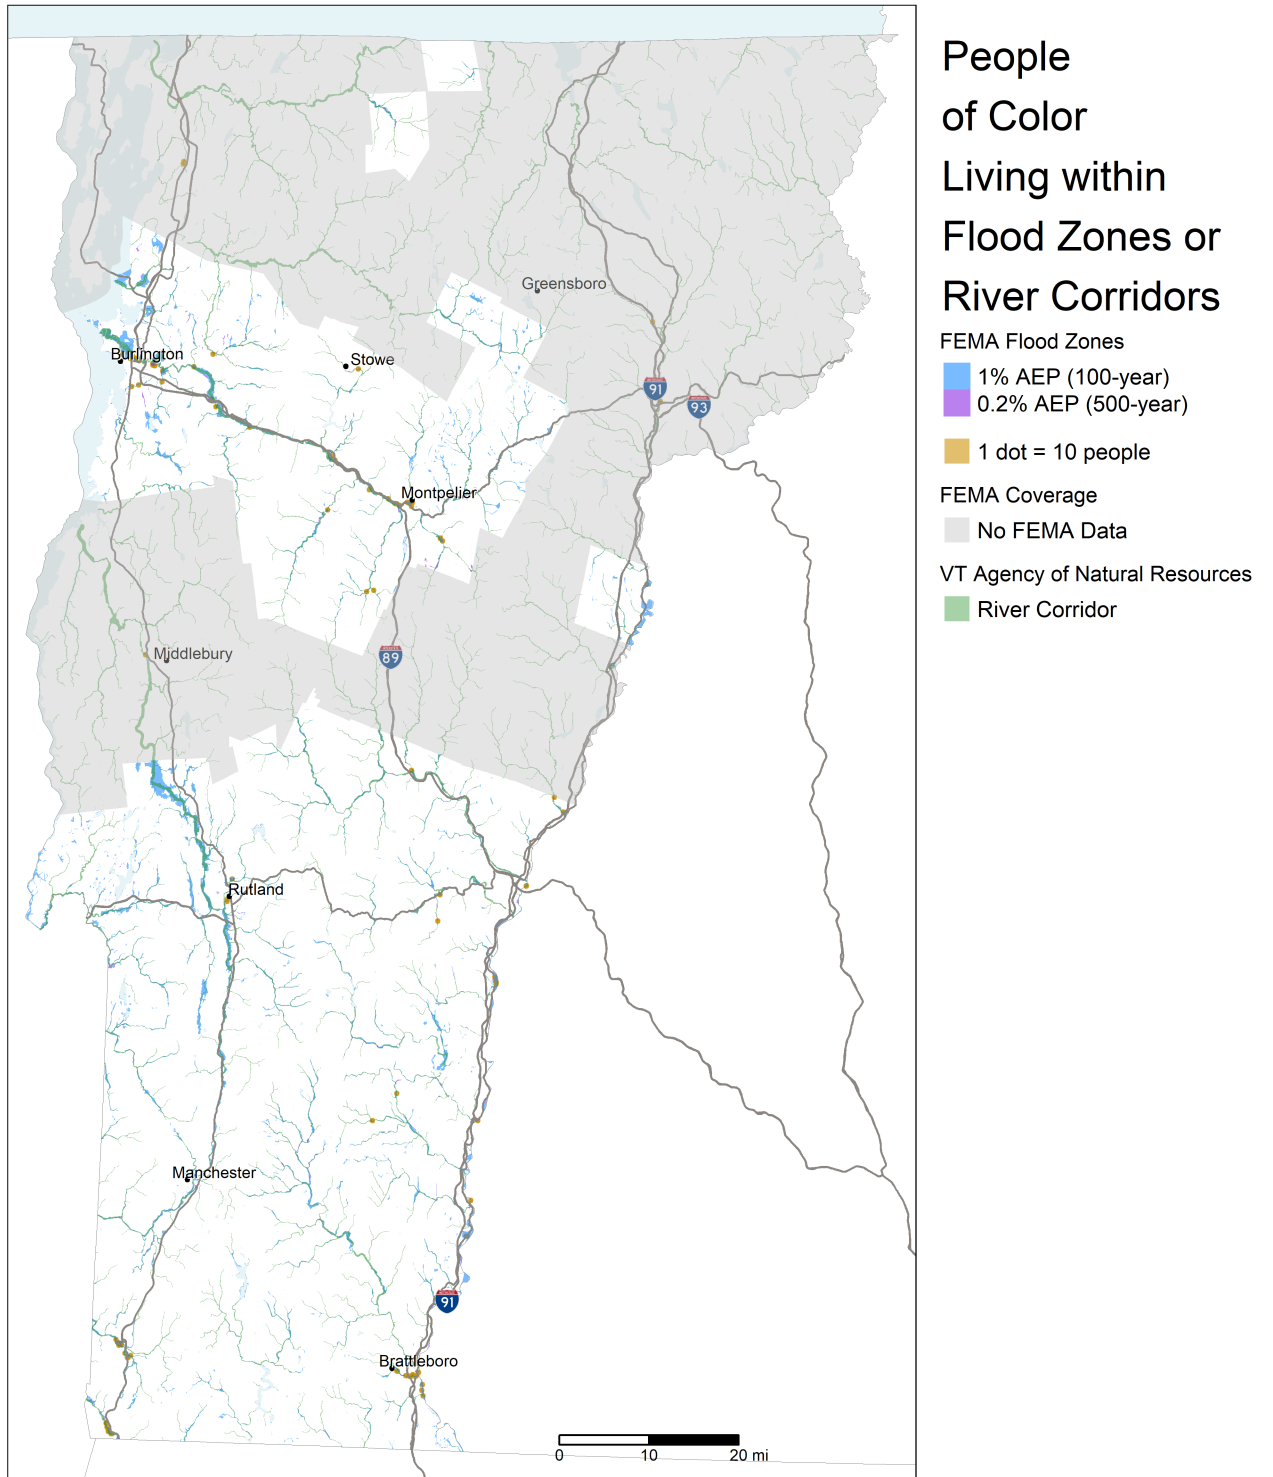 People
of Color
Living within
Flood Zones or
River Corridors
FEMA Flood Zones
1% AEP (100-year)
0.2% AEP (500-year)
1 dot = 10 people
FEMA Coverage
No FEMA Data
VT Agency of Natural Resources
River Corridor
Greensboro
Burlington
Stowe
91
93
Montpelier
Middlebury
89
Rutland
Manchester
91
Brattleboro
0 10 20 mi